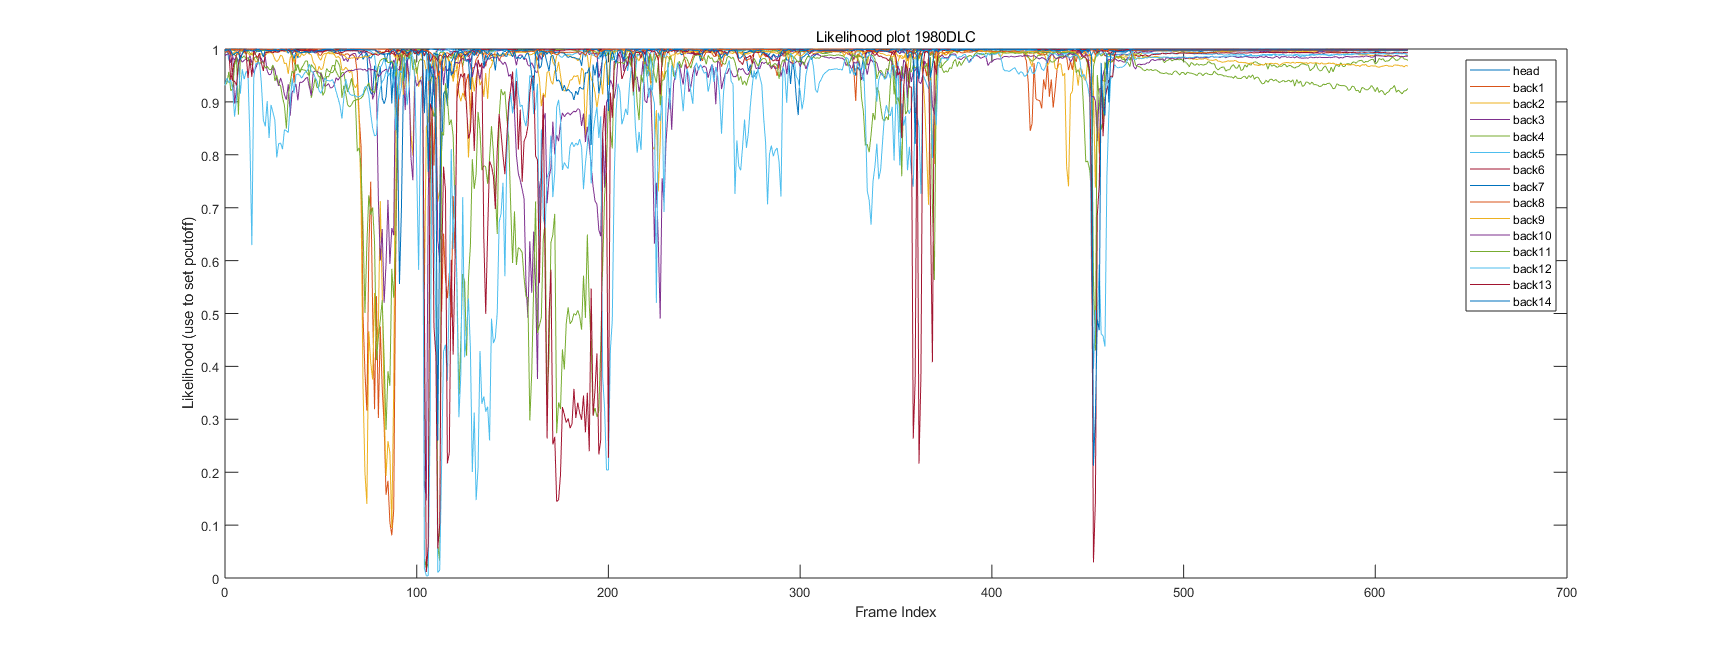 Likelihood plot 1980DLC
Likelihood (use to set pcutoff)
1
0.9
0.8
0.7
0.6
0.5
0.4
0.3
0.2
0.1
0
0 100 200 300 400 500 600 700
Frame Index
head
back1
back2
back3
back4
back5
back6
back7
back8
back9
back10
back11
back12
back13
back14